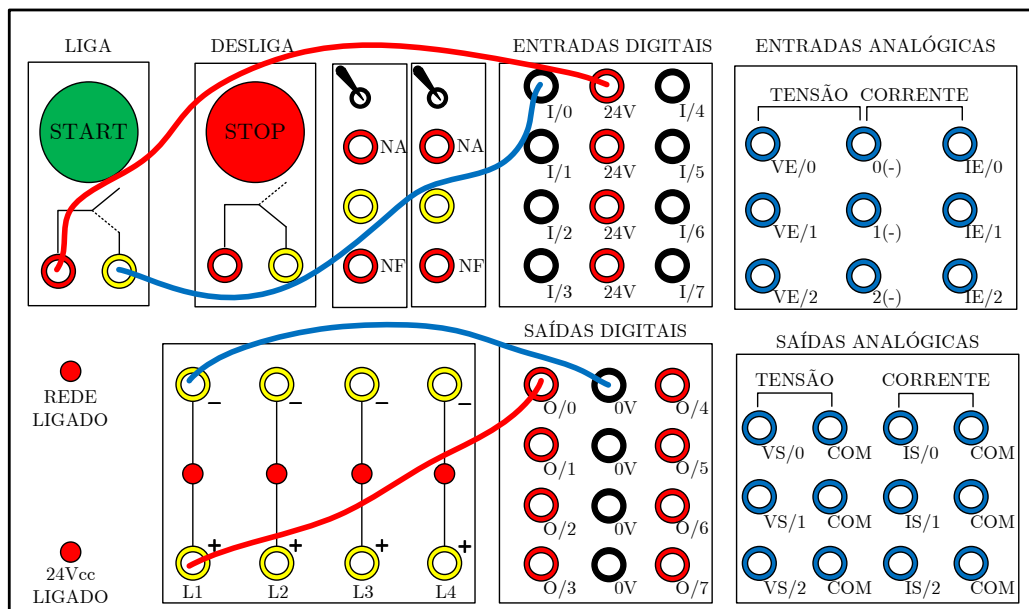 LIGA
DESLIGA
ENTRADAS DIGITAIS
ENTRADAS ANALÓGICAS
START
STOP
NA
NF
NA
NF
I/0 24V I/4
I/1 24V I/5
I/2 24V I/6
I/3 24V I/7
TENSÃO CORRENTE
VE/0 0(-) IE/0
VE/1 1(-) IE/1
VE/2 2(-) IE/2
REDE
LIGADO
24Vcc
LIGADO
− − − −
+ + + +
L1 L2 L3 L4
SAÍDAS DIGITAIS
O/0 0V O/4
O/1 0V O/5
O/2 0V O/6
O/3 0V O/7
SAÍDAS ANALÓGICAS
TENSÃO CORRENTE
VS/0 COM IS/0 COM
VS/1 COM IS/1 COM
VS/2 COM IS/2 COM